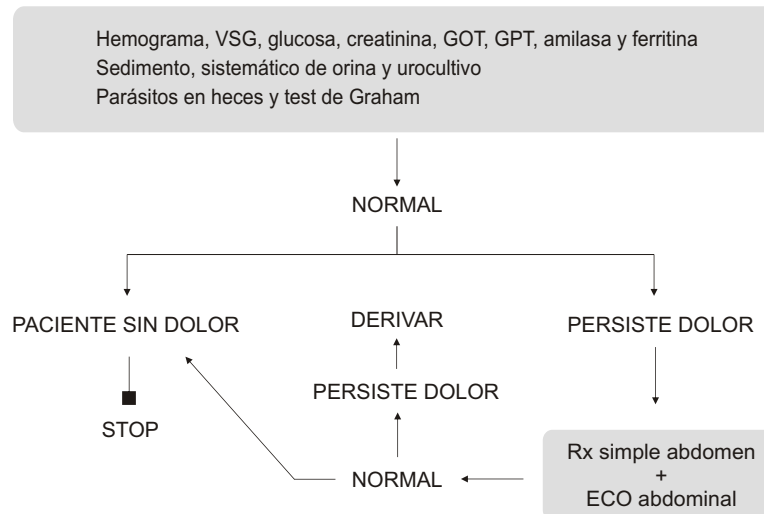 Hemograma, VSG, glucosa, creatinina, GOT, GPT, amilasa y ferritina
Sedimento, sistemático de orina y urocultivo
Parásitos en heces y test de Graham
NORMAL
PACIENTE SIN DOLOR
DERIVAR
PERSISTE DOLOR
PERSISTE DOLOR
STOP
NORMAL
Rx simple abdomen
+
ECO abdominal